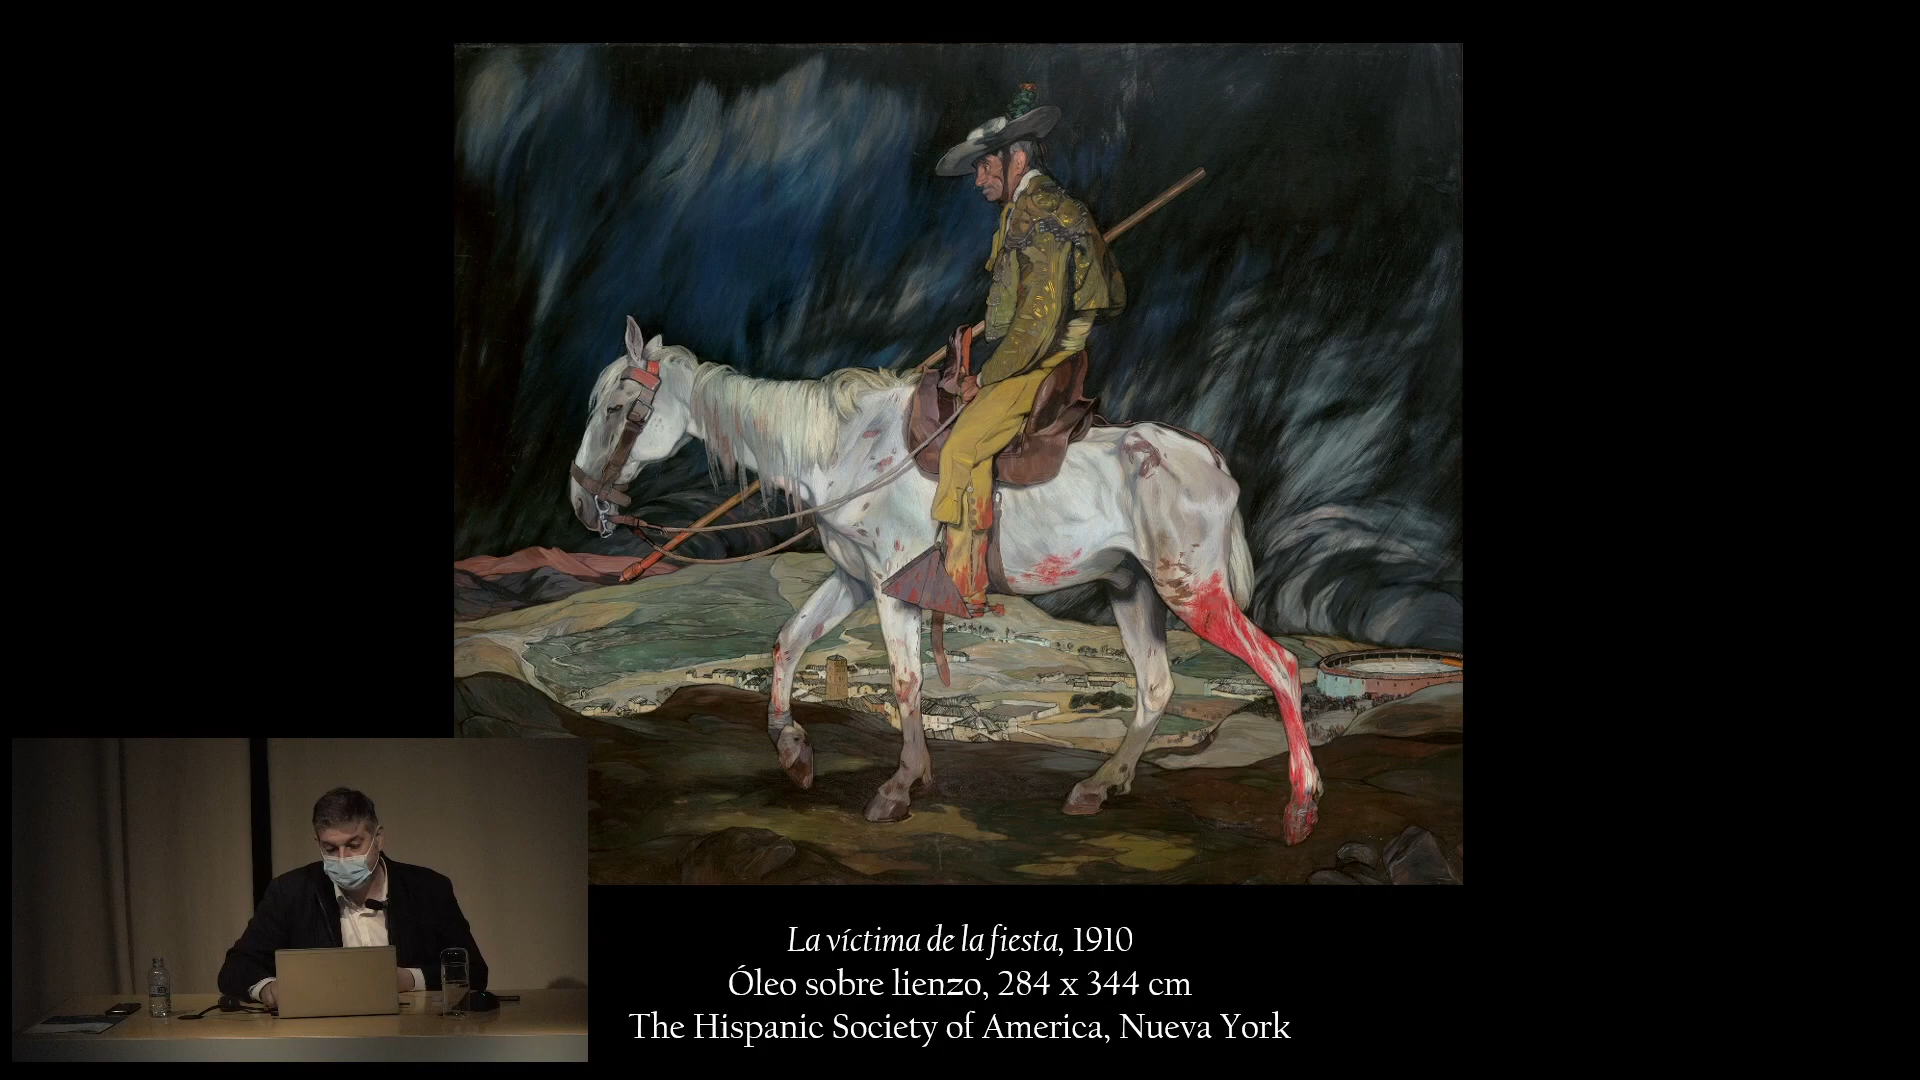 La víctima de la fiesta, 1910
Óleo sobre lienzo, 284 x 344 cm
The Hispanic Society of America, Nueva York